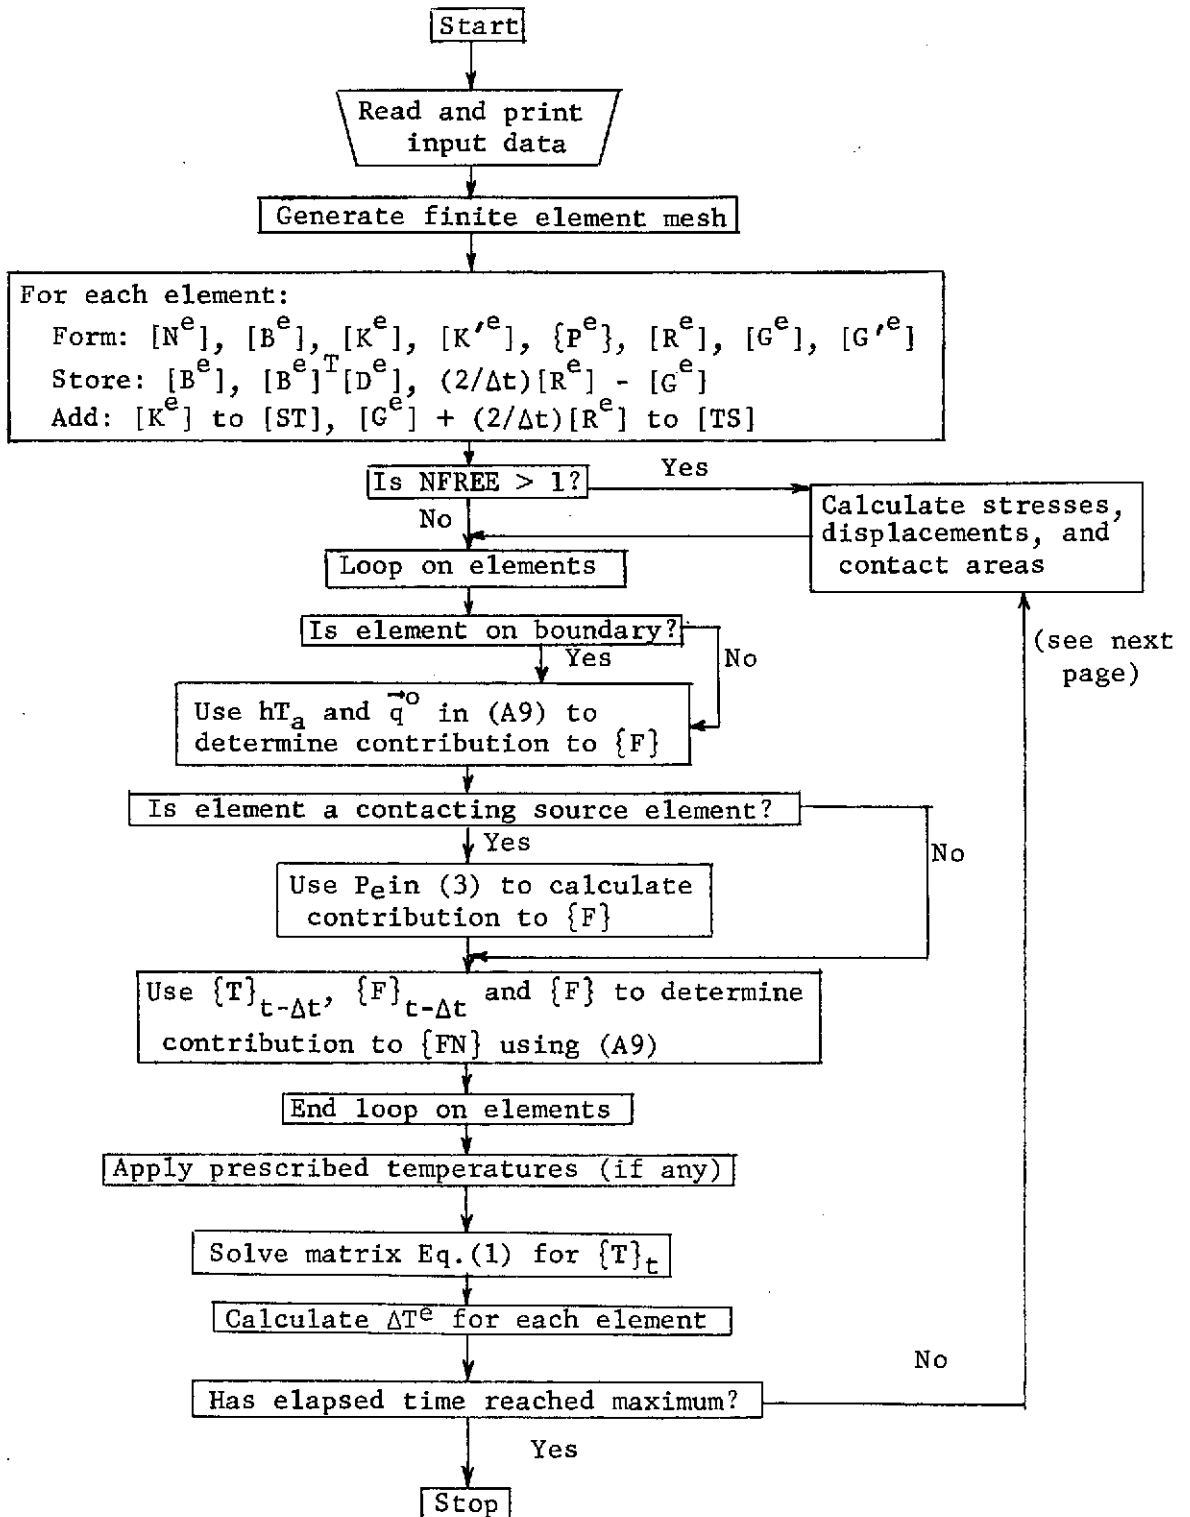 Start
Read and print
input data
Generate finite element mesh
For each element:
Form: [N^e], [B^e], [K^e], [K'^e], {P^e}, [R^e], [G^e], [G'^e]
Store: [B^e], [B^e]^T[D^e], (2/Δt)[R^e] - [G^e]
Add: [K^e] to [ST], [G^e] + (2/Δt)[R^e] to [TS]
Is NFREE > 1?
Yes
No
Calculate stresses,
displacements, and
contact areas
Loop on elements
Is element on boundary?
Yes
No
(see next
page)
Use hT_a and q⃗^o in (A9) to
determine contribution to {F}
Is element a contacting source element?
Yes
No
Use P_e in (3) to calculate
contribution to {F}
Use {T}_t-Δt, {F}_t-Δt and {F} to determine
contribution to {FN} using (A9)
End loop on elements
Apply prescribed temperatures (if any)
Solve matrix Eq.(1) for {T}_t
Calculate ΔT^e for each element
No
Has elapsed time reached maximum?
Yes
Stop